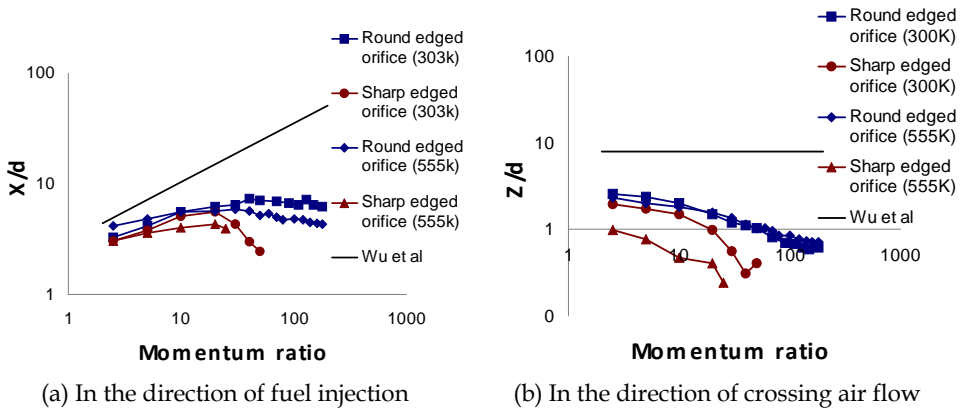 100
10
1
1
10
100
1000
X/d
Momentum ratio
Round edged
orifice (303k)
Sharp edged
orifice (303k)
Round edged
orifice (555k)
Sharp edged
orifice (555k)
Wu et al
(a) In the direction of fuel injection
100
10
1
0
1
10
100
1000
Z/d
Momentum ratio
Round edged
orifice (300K)
Sharp edged
orifice (300K)
Round edged
orifice (555K)
Sharp edged
orifice (555K)
Wu et al
(b) In the direction of crossing air flow